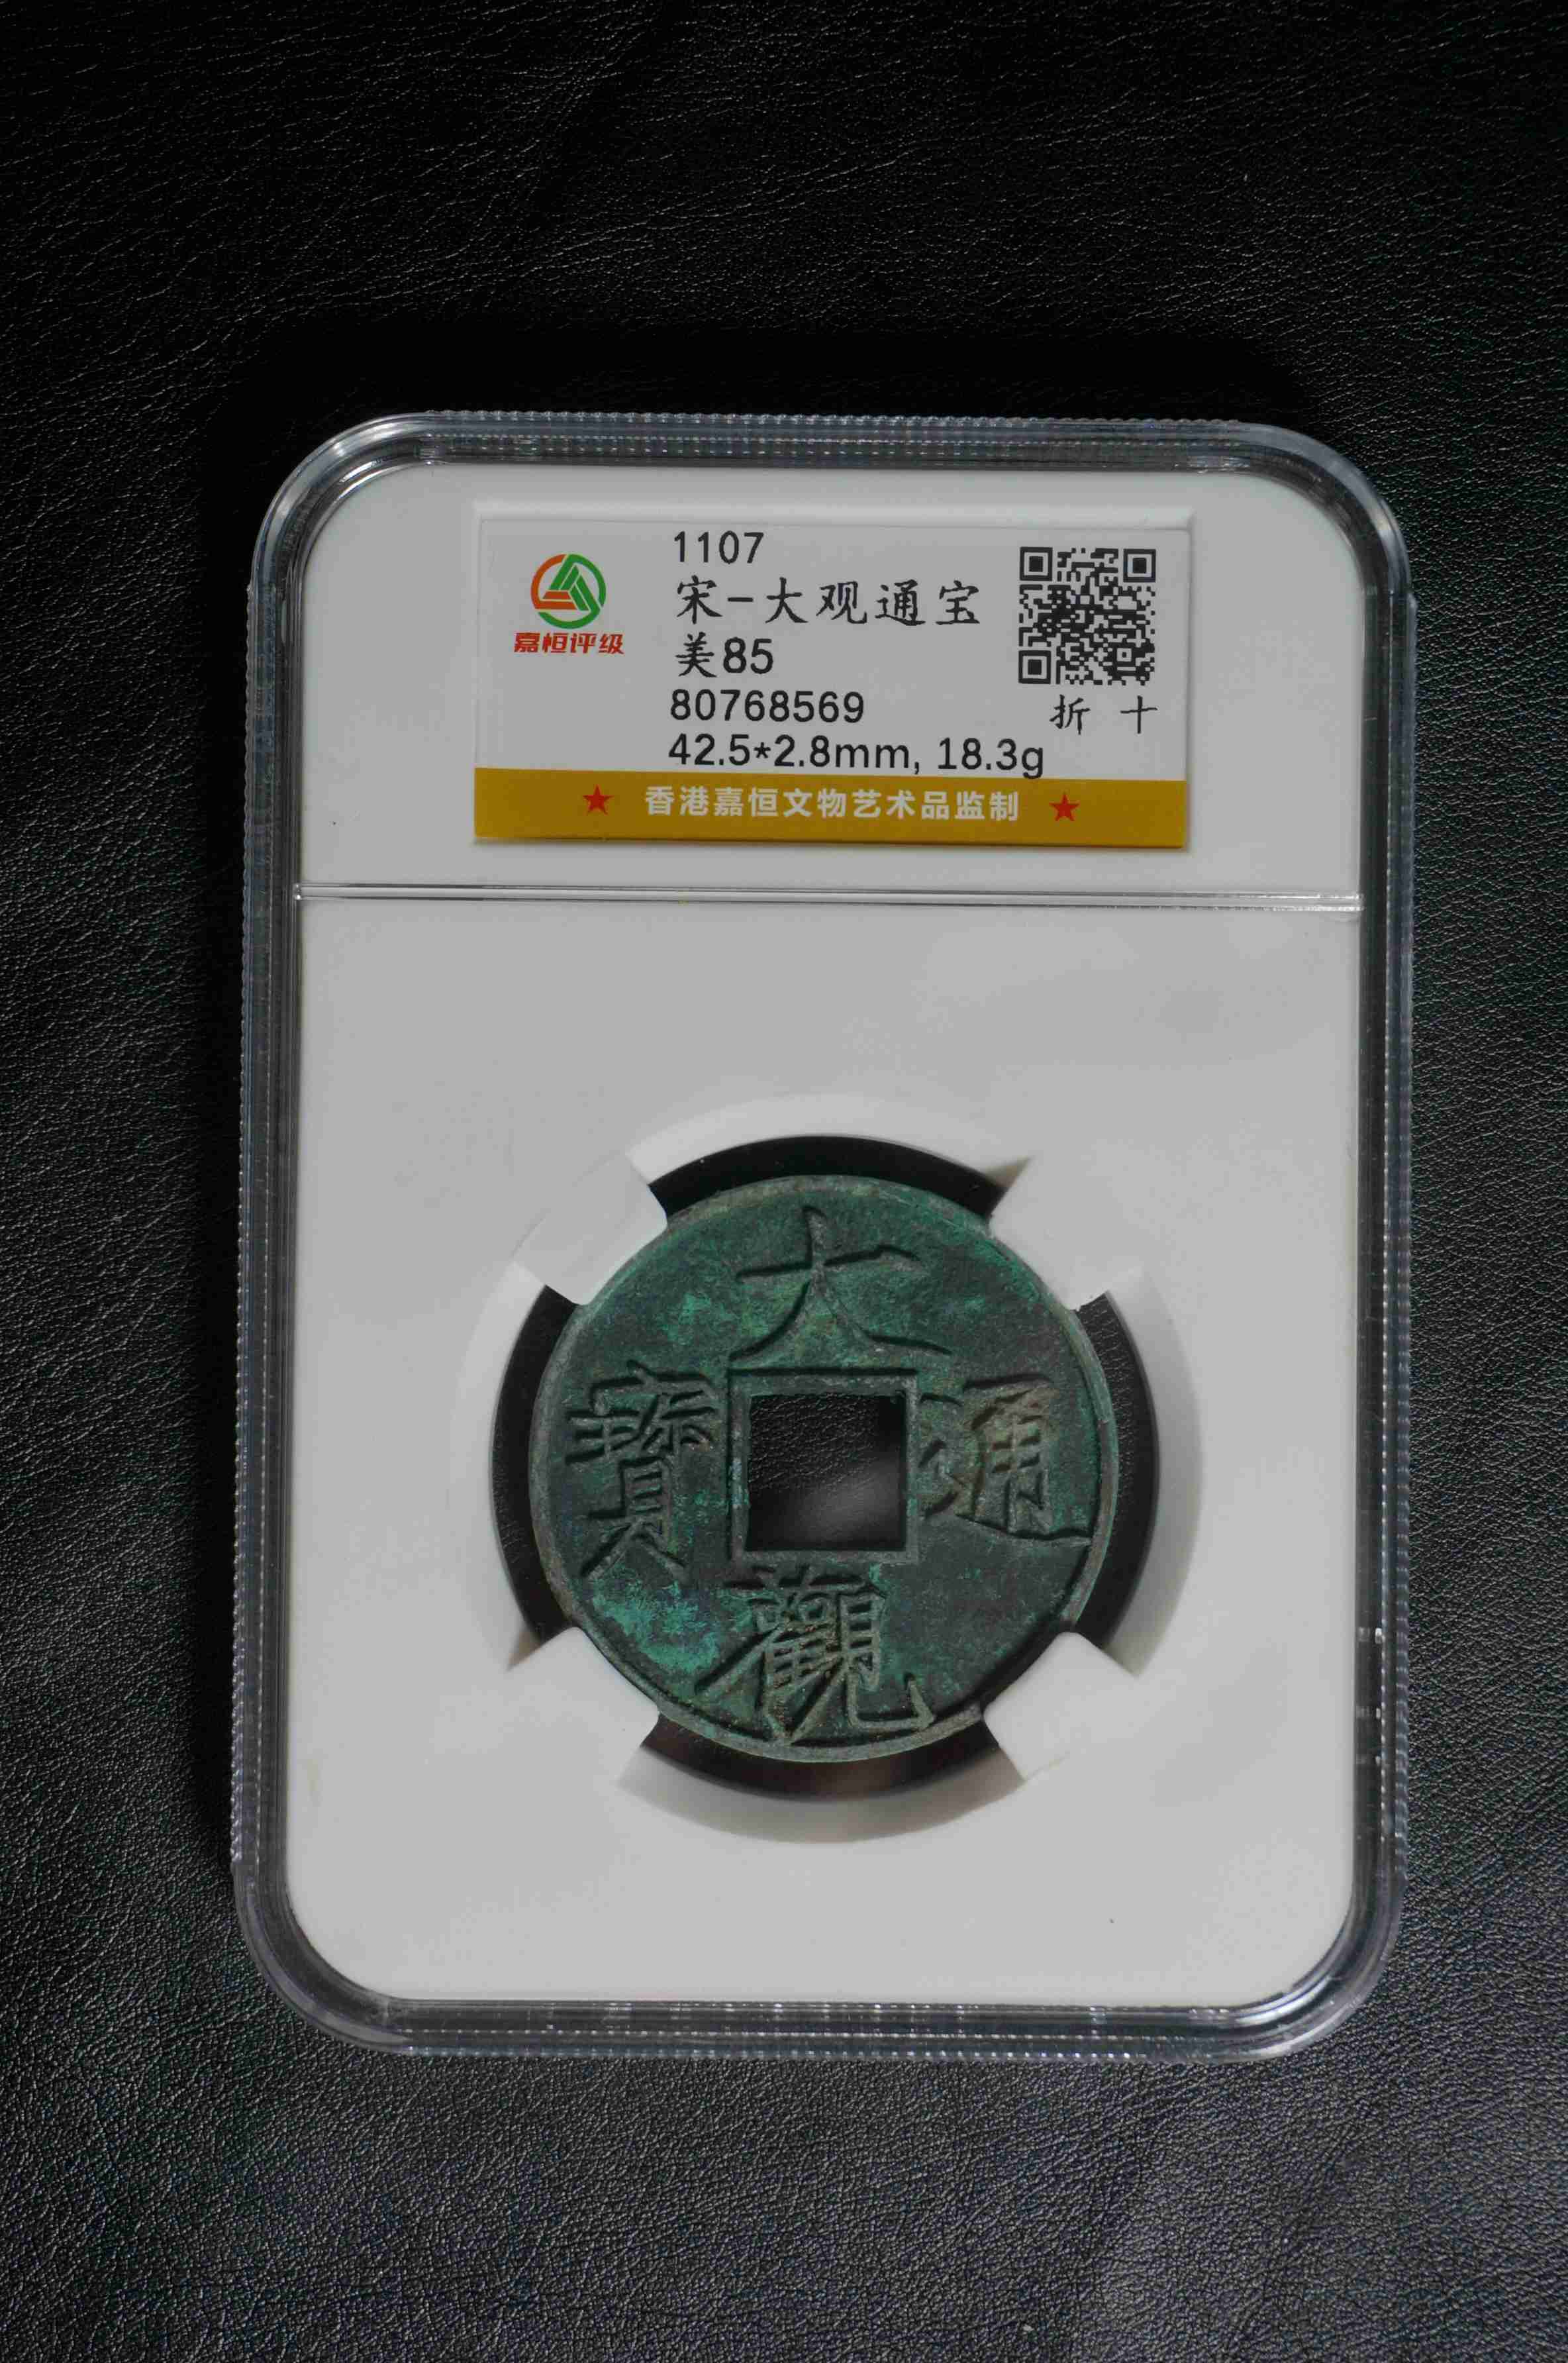 1107
宋-大观通宝
美85
80768569
42.5*2.8mm, 18.3g
嘉恒评级
折 十
★ 香港嘉恒文物艺术品监制 ★
大觀通寶